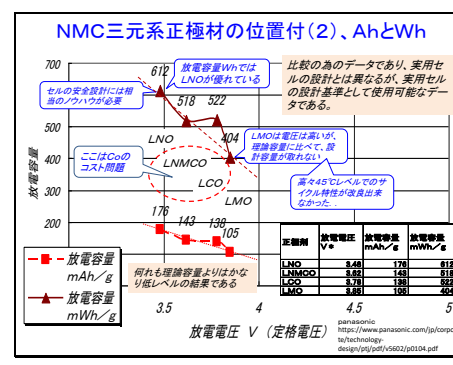 NMC三元系正極材の位置付(2)、AhとWh
700
612
放電容量Whでは
LNOが優れている
比較の為のデータであり、実用セ
ルの設計とは異なるが、実用セル
の設計基準として使用可能なデー
タである。
セルの安全設計には相
当のノウハウが必要
518
522
500
404
LMOは電圧は高いが、
理論容量に比べて、設
計容量が取れない
LNO
400
ここはCoの
コスト問題
LNMCO
LCO
高々45℃レベルでの
サイクル特性が改良出来
なかった..
300
LMO
放電容量
200
176
143
138
105
正極剤 放電電圧 V* 放電容量 mAh/g 放電容量 mWh/g
LNO 3.48 176 612
LNMCO 3.62 143 518
LCO 3.78 138 522
LMO 3.85 105 404
放電容量
mAh/g
放電容量
mWh/g
何れも理論容量よりはかな
り低レベルの結果である
3.5
4
4.5
5
放電電圧 V (定格電圧)
panasonic
https://www.panasonic.com/jp/corpo
te/technology-
design/ptj/pdf/v5602/p0104.pdf